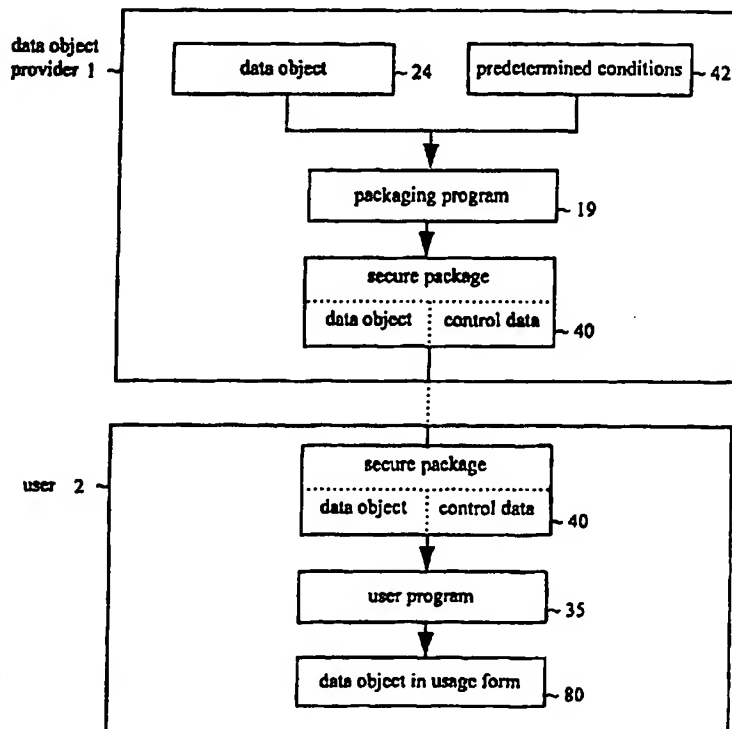 data object
provider 1
data object
~ 24
predetermined conditions
~ 42
packaging program
~ 19
secure package
data object
control data
~ 40
user 2
secure package
data object
control data
~ 40
user program
~ 35
data object in usage form
~ 80